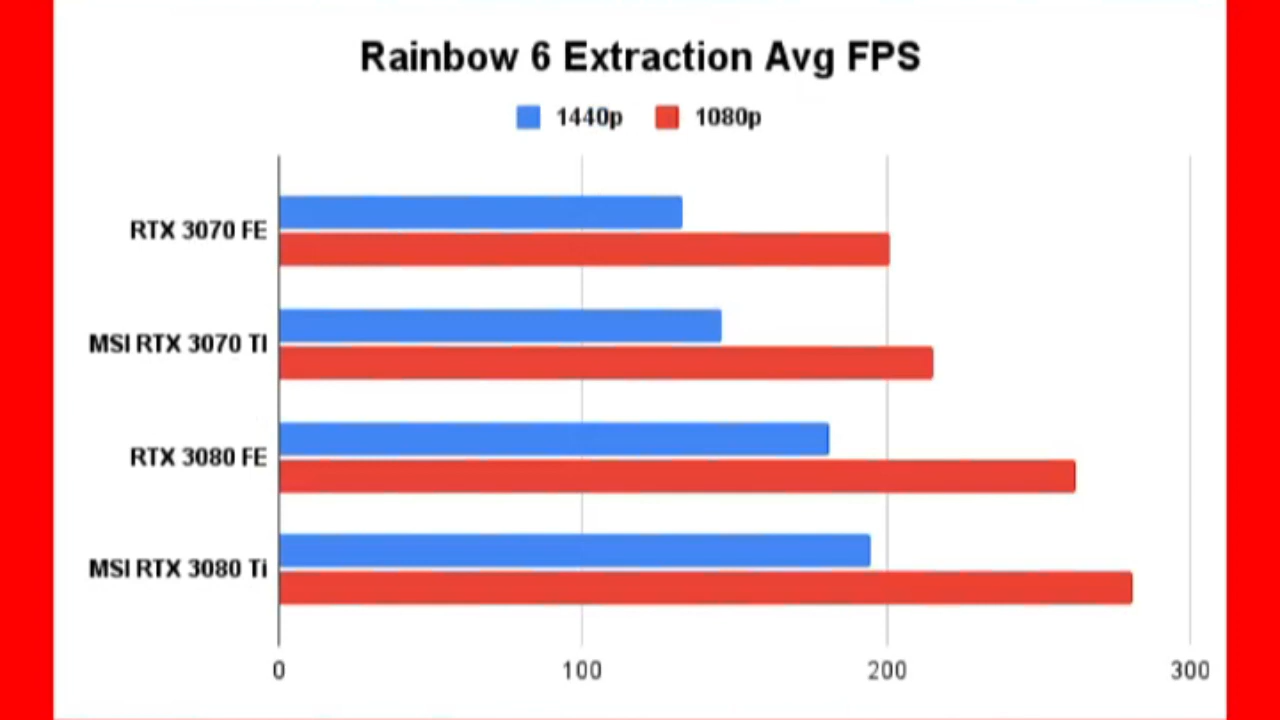 Rainbow 6 Extraction Avg FPS
1440p 1080p
RTX 3070 FE
MSI RTX 3070 TI
RTX 3080 FE
MSI RTX 3080 Ti
0 100 200 300